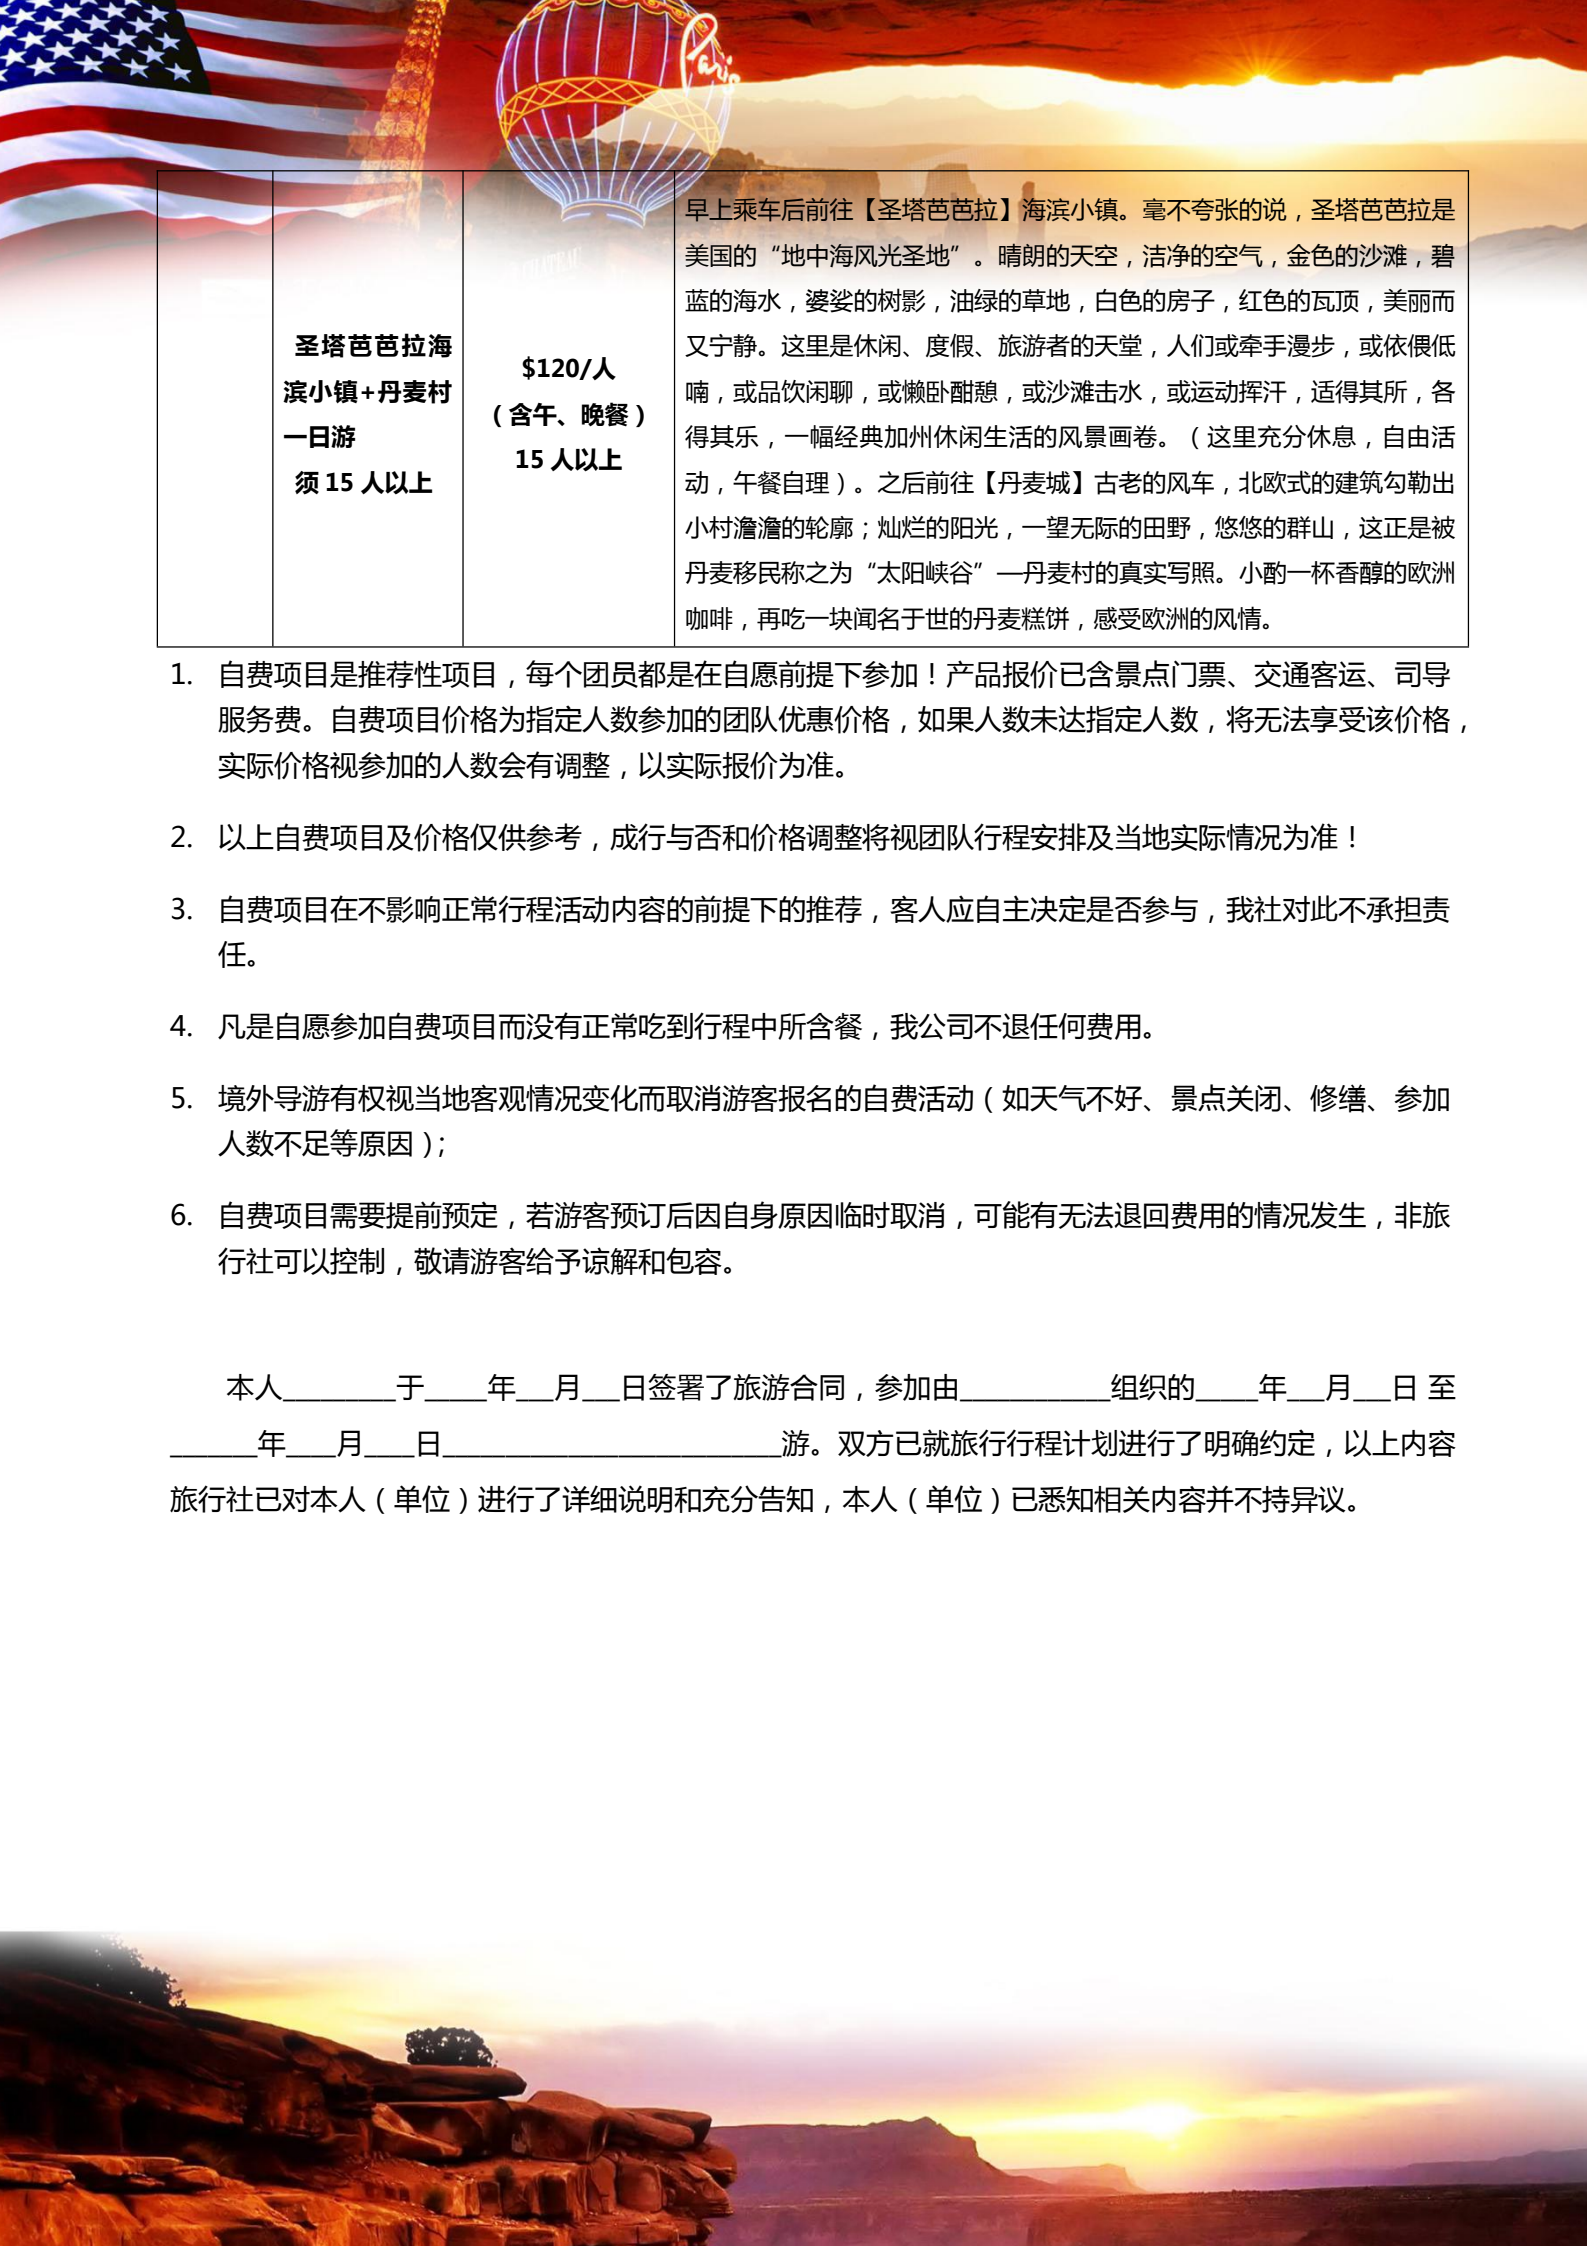 Paris
早上乘车后前往【圣塔芭芭拉】海滨小镇。毫不夸张的说，圣塔芭芭拉是
美国的“地中海风光圣地”。晴朗的天空，洁净的空气，金色的沙滩，碧
蓝的海水，婆娑的树影，油绿的草地，白色的房子，红色的瓦顶，美丽而
又宁静。这里是休闲、度假、旅游者的天堂，人们或牵手漫步，或依偎低
喃，或品饮闲聊，或懒卧酣憩，或沙滩击水，或运动挥汗，适得其所，各
得其乐，一幅经典加州休闲生活的风景画卷。（这里充分休息，自由活
动，午餐自理）。之后前往【丹麦城】古老的风车，北欧式的建筑勾勒出
小村澹澹的轮廓；灿烂的阳光，一望无际的田野，悠悠的群山，这正是被
丹麦移民称之为“太阳峡谷”—丹麦村的真实写照。小酌一杯香醇的欧洲
咖啡，再吃一块闻名于世的丹麦糕饼，感受欧洲的风情。
圣塔芭芭拉海
滨小镇+丹麦村
一日游
须 15 人以上
$120/人
（含午、晚餐）
15 人以上
1. 自费项目是推荐性项目，每个团员都是在自愿前提下参加！产品报价已含景点门票、交通客运、司导
服务费。自费项目价格为指定人数参加的团队优惠价格，如果人数未达指定人数，将无法享受该价格，
实际价格视参加的人数会有调整，以实际报价为准。
2. 以上自费项目及价格仅供参考，成行与否和价格调整将视团队行程安排及当地实际情况为准！
3. 自费项目在不影响正常行程活动内容的前提下的推荐，客人应自主决定是否参与，我社对此不承担责
任。
4. 凡是自愿参加自费项目而没有正常吃到行程中所含餐，我公司不退任何费用。
5. 境外导游有权视当地客观情况变化而取消游客报名的自费活动（如天气不好、景点关闭、修缮、参加
人数不足等原因）；
6. 自费项目需要提前预定，若游客预订后因自身原因临时取消，可能有无法退回费用的情况发生，非旅
行社可以控制，敬请游客给予谅解和包容。
本人_________于_____年___月___日签署了旅游合同，参加由____________组织的_____年___月___日 至
_______年____月____日___________________________游。双方已就旅行行程计划进行了明确约定，以上内容
旅行社已对本人（单位）进行了详细说明和充分告知，本人（单位）已悉知相关内容并不持异议。